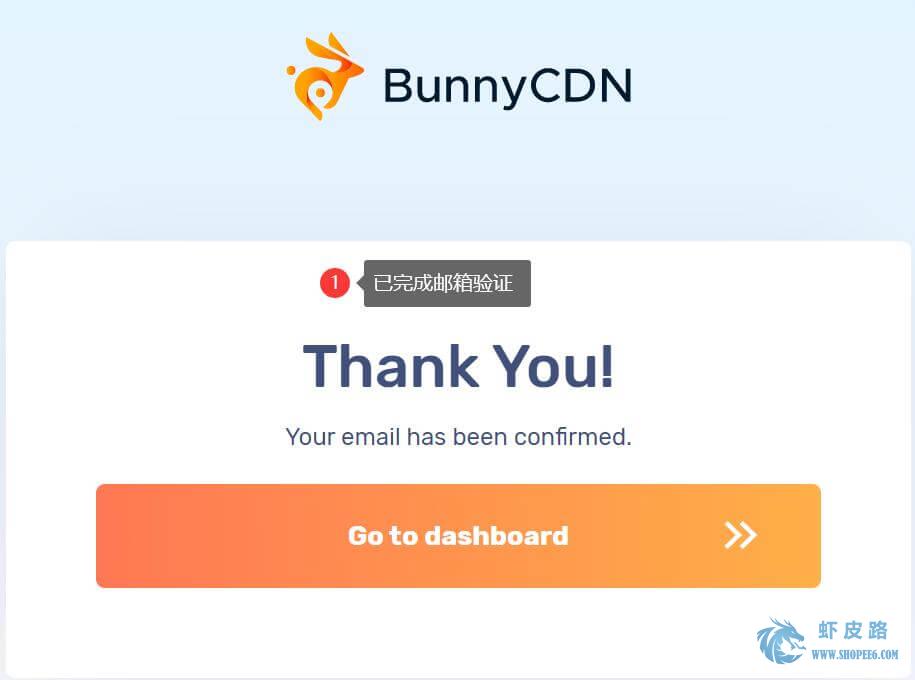 BunnyCDN
1 已完成邮箱验证
Thank You!
Your email has been confirmed.
Go to dashboard
虾皮路
WWW.SHOPEE6.COM